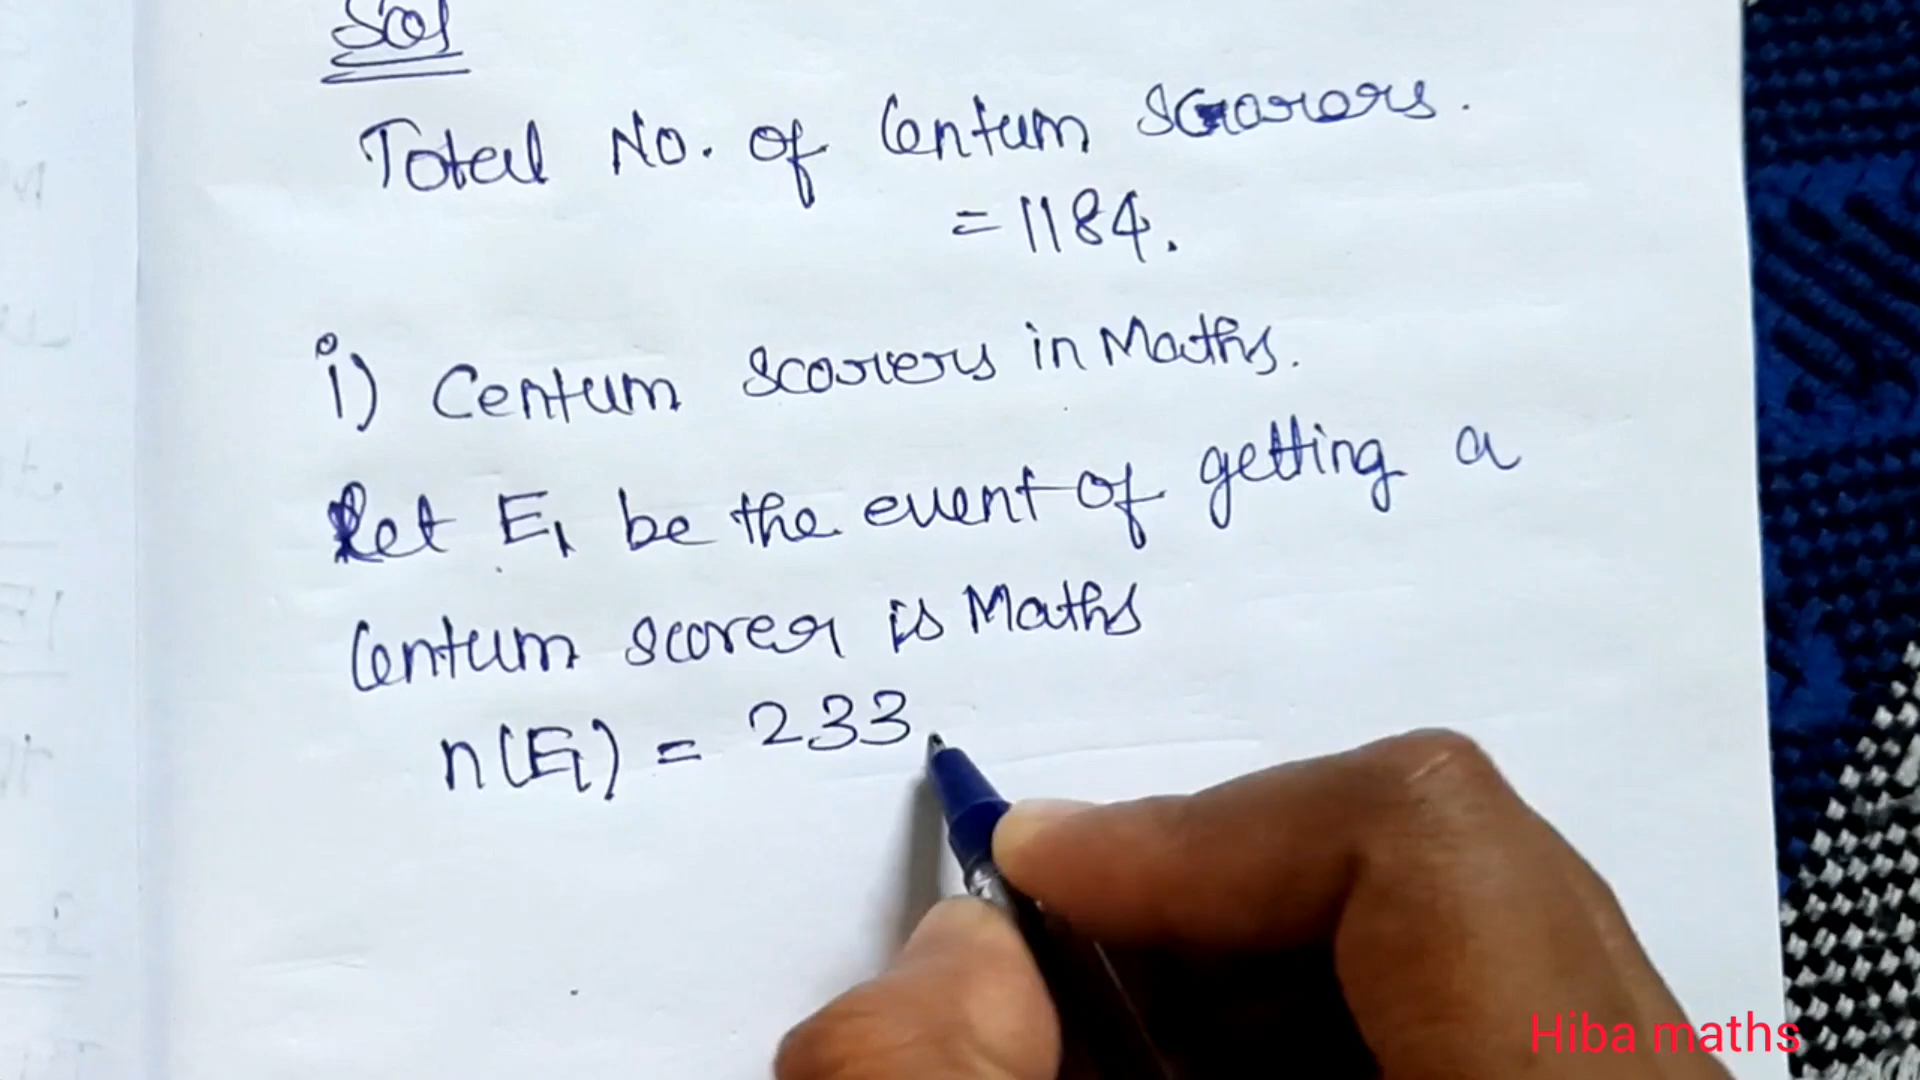 Sol
Total No. of Centum Scorers.
= 1184.
i) Centum Scorers in Maths.
Let E1 be the event of getting a
Centum scorer is Maths
n(E1) = 233.
Hiba maths